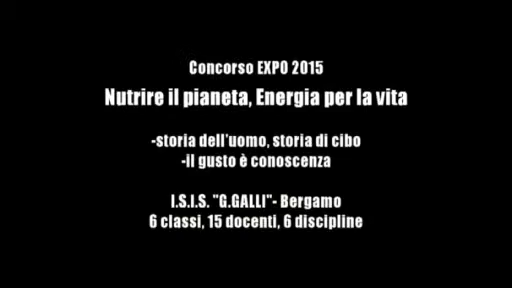 Concorso EXPO 2015
Nutrire il pianeta, Energia per la vita
-storia dell'uomo, storia di cibo
-il gusto è conoscenza
I.S.I.S. "G.GALLI"- Bergamo
6 classi, 15 docenti, 6 discipline